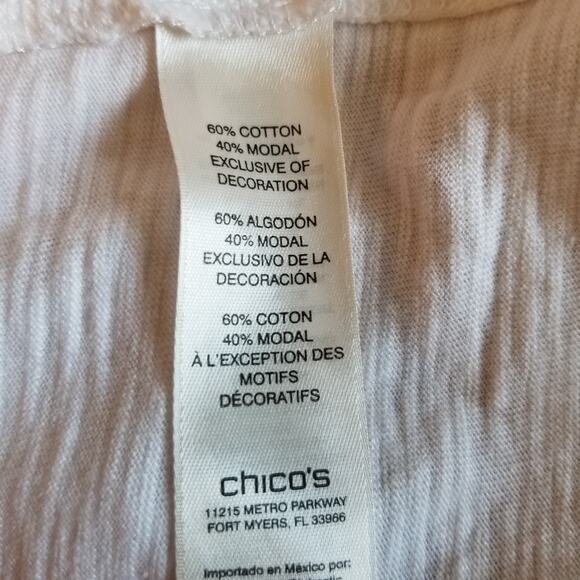 60% COTTON
40% MODAL
EXCLUSIVE OF
DECORATION
60% ALGODÓN
40% MODAL
EXCLUSIVO DE LA
DECORACIÓN
60% COTON
40% MODAL
À L'EXCEPTION DES
MOTIFS
DÉCORATIFS
chico's
11215 METRO PARKWAY
FORT MYERS, FL 33966
Importado en México por: